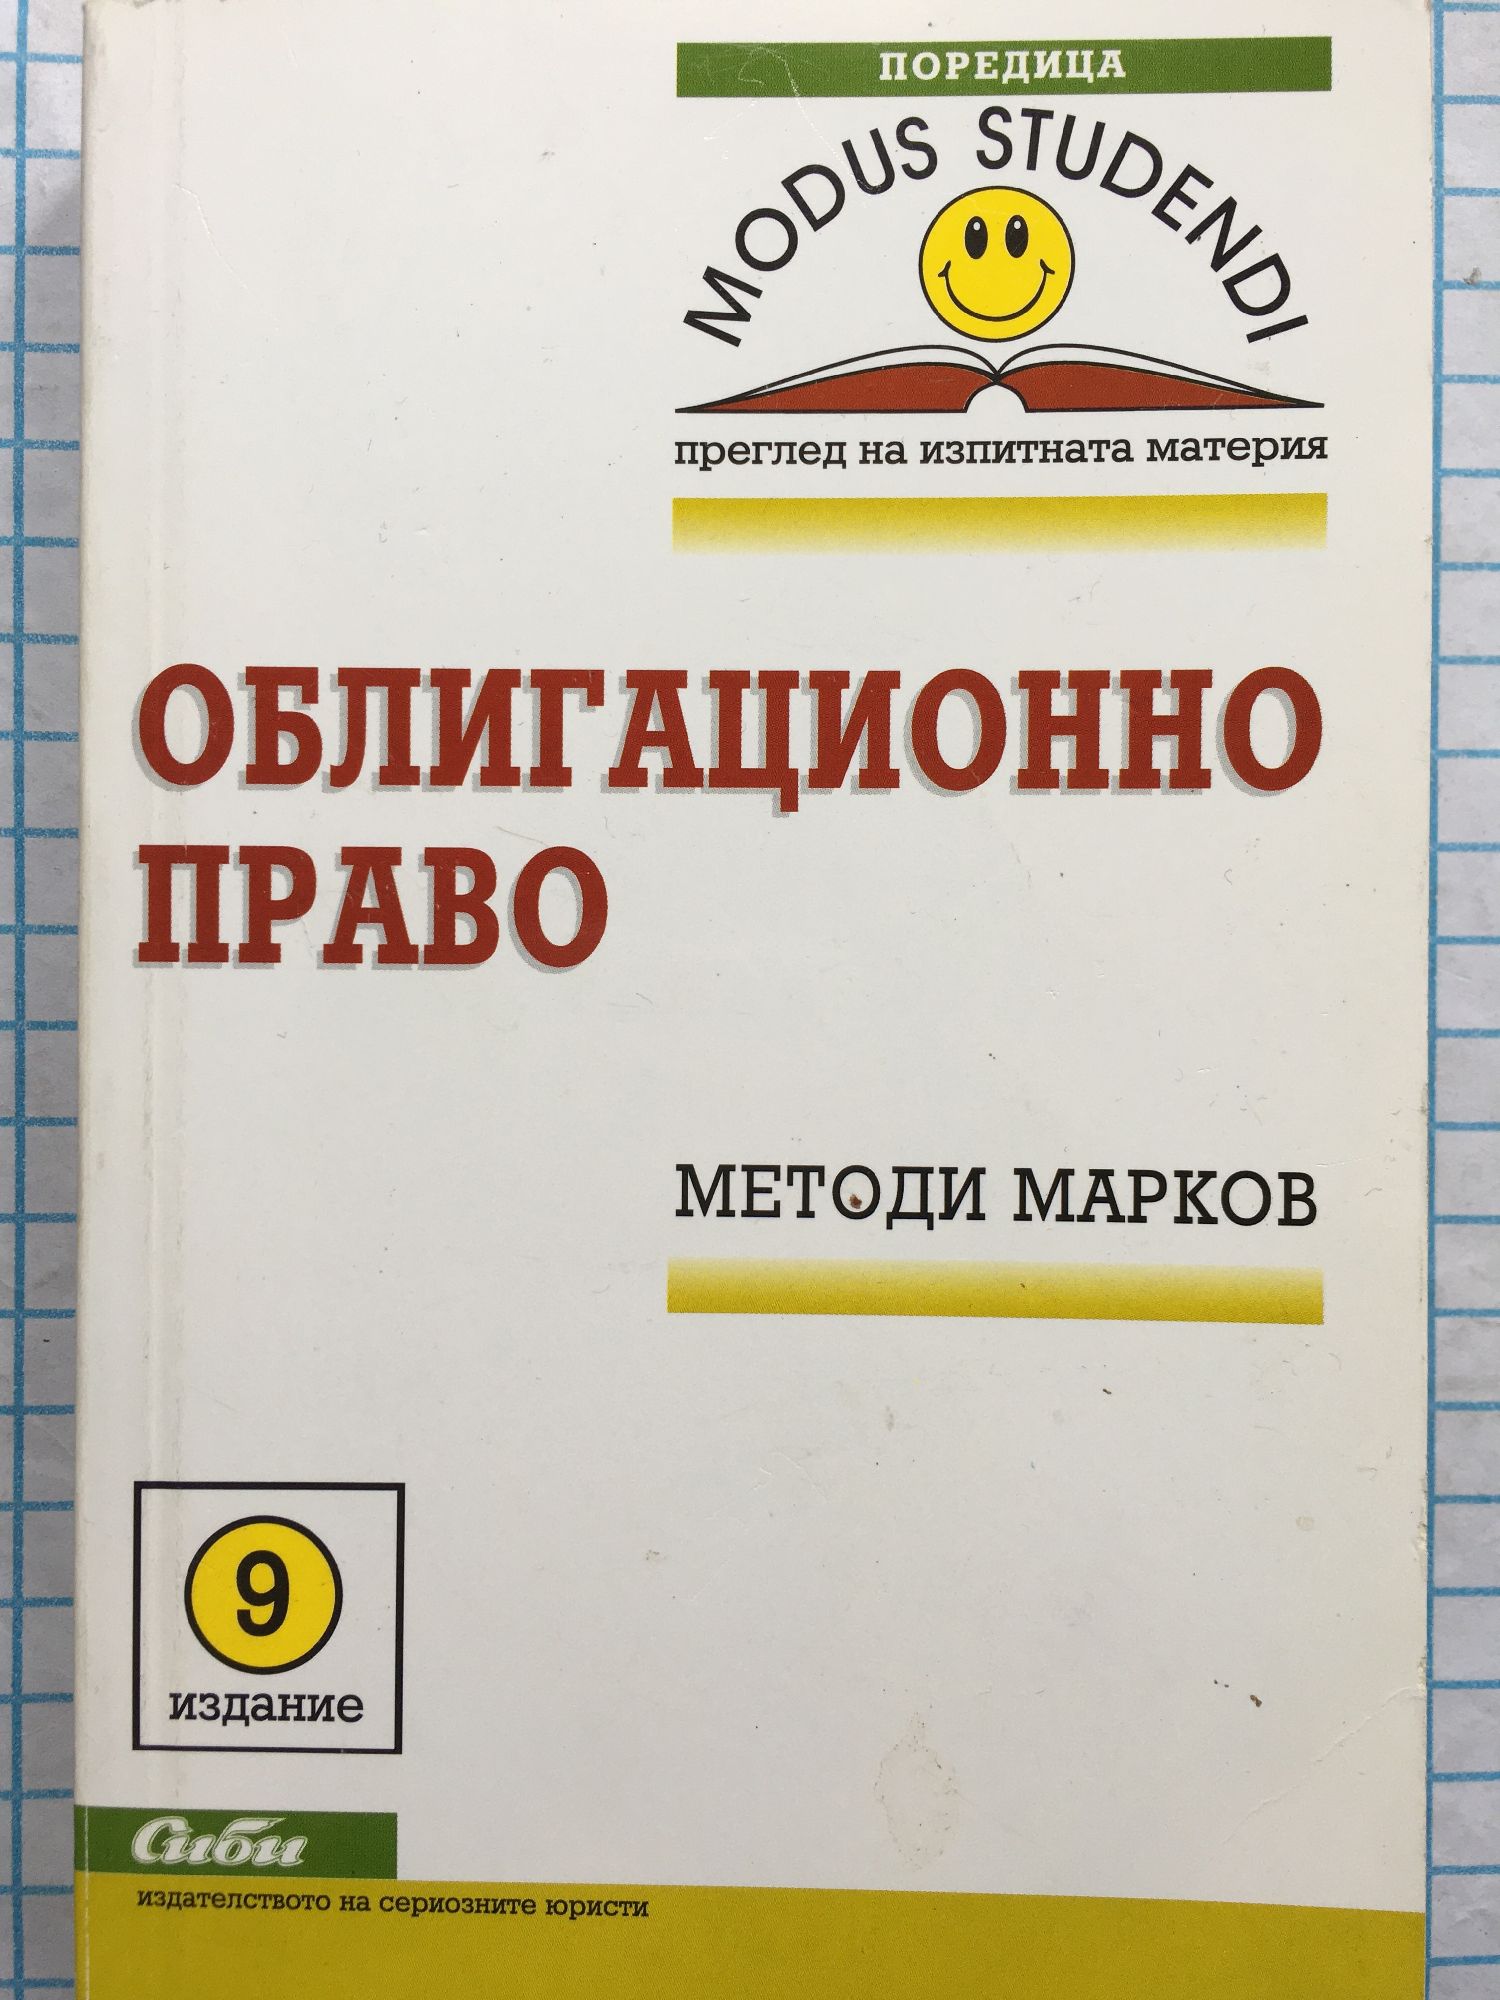 ПОРЕДИЦА
MODUS STUDENDI
преглед на изпитната материя
ОБЛИГАЦИОННО
ПРАВО
МЕТОДИ МАРКОВ
9
издание
Сиби
издателството на сериозните юристи